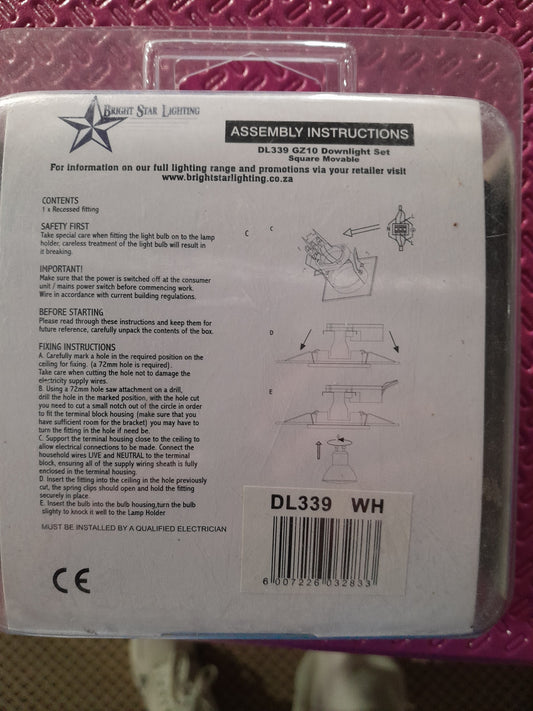 BRIGHT STAR LIGHTING
ASSEMBLY INSTRUCTIONS
DL339 GZ10 Downlight Set
Square Movable
For information on our full lighting range and promotions via your retailer visit
www.brightstarlighting.co.za
CONTENTS
1 x Recessed fitting
SAFETY FIRST
Take special care when fitting the light bulb on to the lamp
holder, careless treatment of the light bulb will result in
it breaking.
IMPORTANT!
Make sure that the power is switched off at the consumer
unit / mains power switch before commencing work.
Wire in accordance with current building regulations.
BEFORE STARTING
Please read through these instructions and keep them for
future reference, carefully unpack the contents of the box.
FIXING INSTRUCTIONS
A. Carefully mark a hole in the required position on the
ceiling for fixing. (a 72mm hole is required).
Take care when cutting the hole not to damage the
electricity supply wires.
B. Using a 72mm hole saw attachment on a drill,
drill the hole in the marked position, with the hole cut
you need to cut a small notch out of the circle in order
to fit the terminal block housing (make sure that you
have sufficient room for the bracket) you may have to
turn the fitting in the hole if need be.
C. Support the terminal housing close to the ceiling to
allow electrical connections to be made. Connect the
household wires LIVE and NEUTRAL to the terminal
block, ensuring all of the supply wiring sheath is fully
enclosed in the terminal housing.
D. Insert the fitting into the ceiling in the hole previously
cut, the spring clips should open and hold the fitting
securely in place.
E. Insert the bulb into the bulb housing,turn the bulb
slighty to knock it well to the Lamp Holder
MUST BE INSTALLED BY A QUALIFIED ELECTRICIAN
CE
C
C
D
E
DL339 WH
6 007226 032833